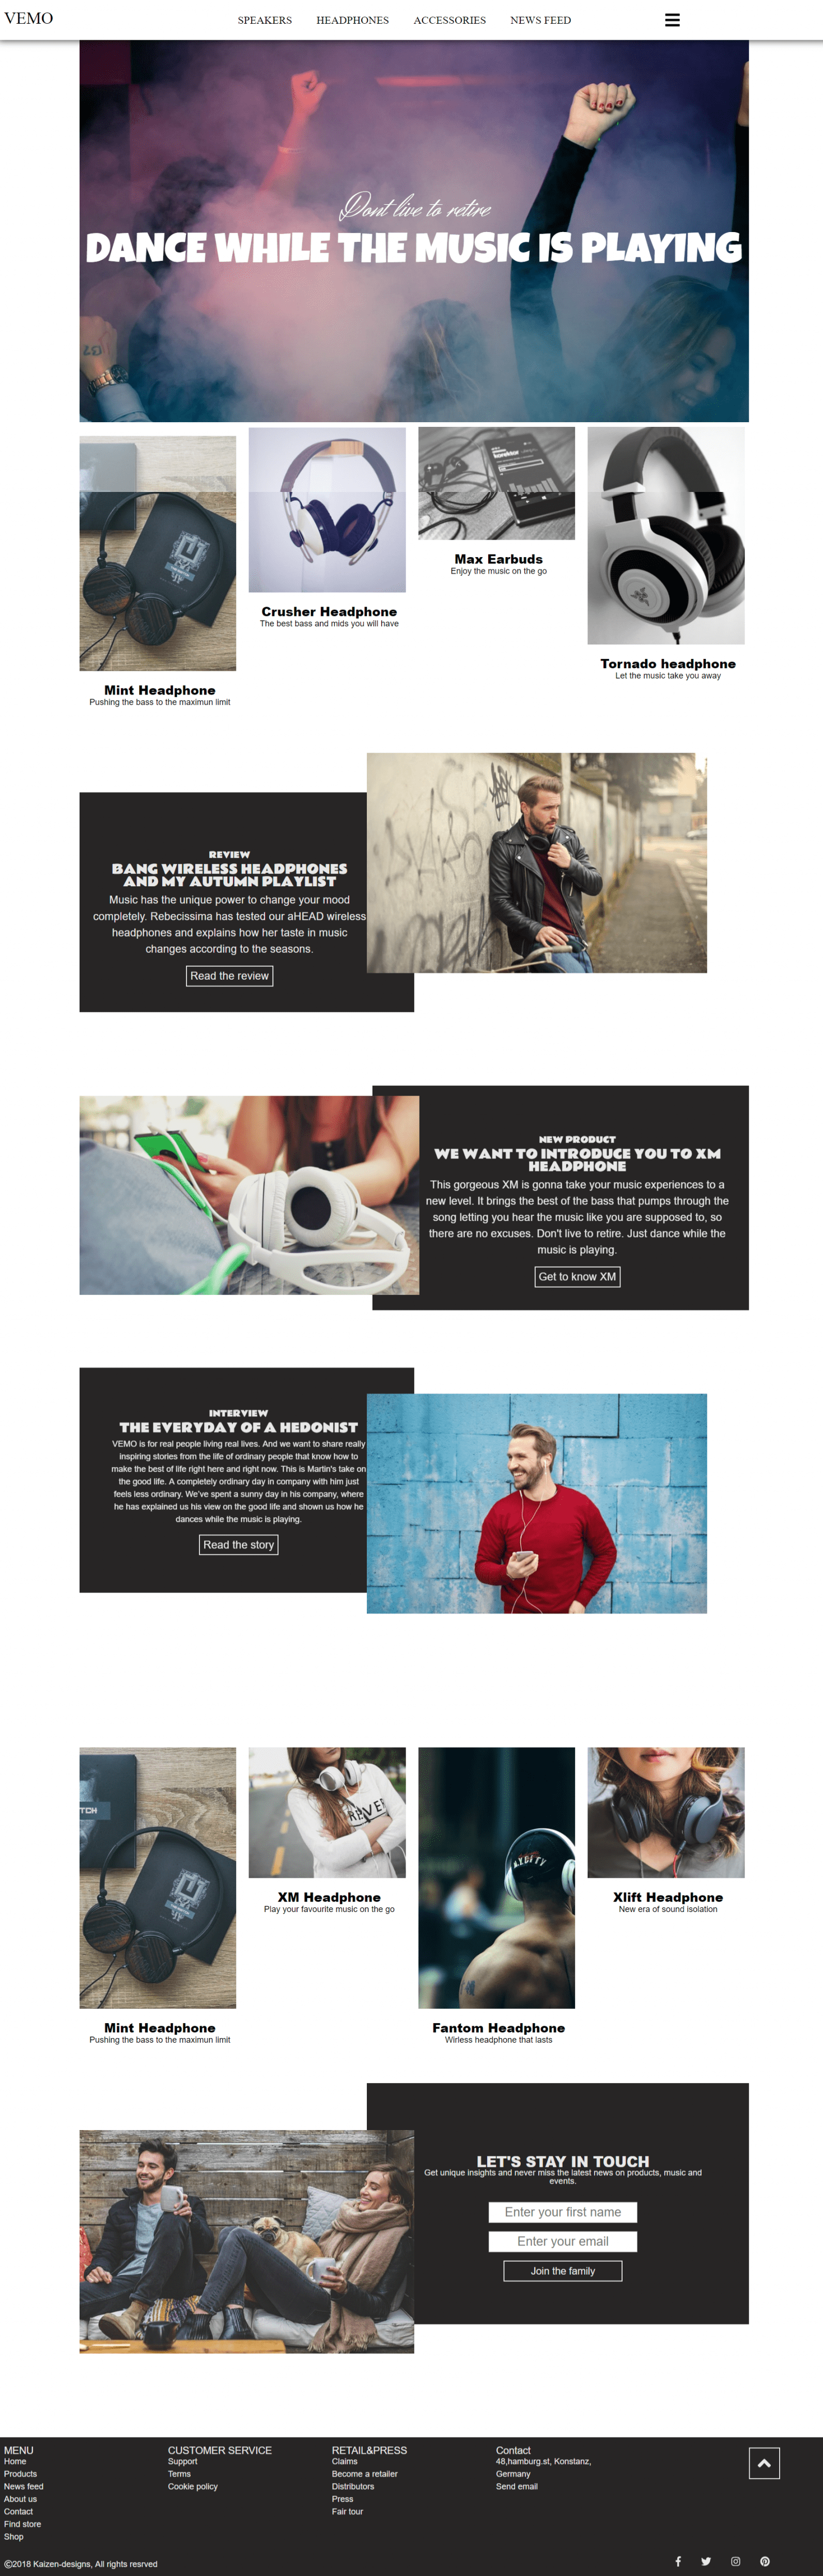 VEMO
SPEAKERS HEADPHONES ACCESSORIES NEWS FEED
Dont live to retire
DANCE WHILE THE MUSIC IS PLAYING
Mint Headphone
Pushing the bass to the maximun limit
Crusher Headphone
The best bass and mids you will have
Max Earbuds
Enjoy the music on the go
Tornado headphone
Let the music take you away
REVIEW
BANG WIRELESS HEADPHONES
AND MY AUTUMN PLAYLIST
Music has the unique power to change your mood
completely. Rebecissima has tested our aHEAD wireless
headphones and explains how her taste in music
changes according to the seasons.
Read the review
NEW PRODUCT
WE WANT TO INTRODUCE YOU TO XM
HEADPHONE
This gorgeous XM is gonna take your music experiences to a
new level. It brings the best of the bass that pumps through the
song letting you hear the music like you are supposed to, so
there are no excuses. Don't live to retire. Just dance while the
music is playing.
Get to know XM
INTERVIEW
THE EVERYDAY OF A HEDONIST
VEMO is for real people living real lives. And we want to share really
inspiring stories from the life of ordinary people that know how to
make the best of life right here and right now. This is Martin's take on
the good life. A completely ordinary day in company with him just
feels less ordinary. We've spent a sunny day in his company, where
he has explained us his view on the good life and shown us how he
dances while the music is playing.
Read the story
TCH
Mint Headphone
Pushing the bass to the maximun limit
XM Headphone
Play your favourite music on the go
Fantom Headphone
Wirless headphone that lasts
Xlift Headphone
New era of sound isolation
LET'S STAY IN TOUCH
Get unique insights and never miss the latest news on products, music and
events.
Enter your first name
Enter your email
Join the family
MENU
Home
Products
News feed
About us
Contact
Find store
Shop
CUSTOMER SERVICE
Support
Terms
Cookie policy
RETAIL&PRESS
Claims
Become a retailer
Distributors
Press
Fair tour
Contact
48,hamburg.st, Konstanz,
Germany
Send email
©2018 Kaizen-designs, All rights resrved